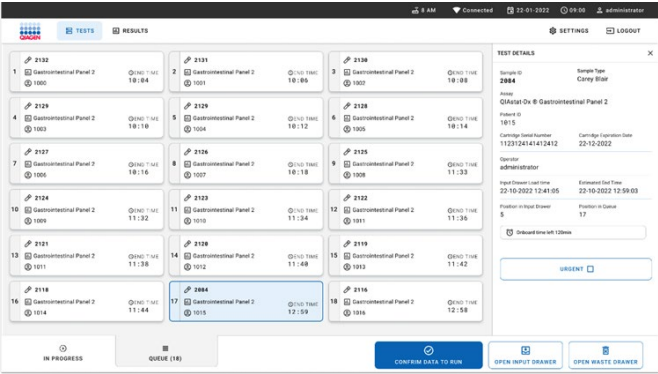 8 AM Connected 22-01-2022 09:00 administrator
QIAGEN TESTS RESULTS SETTINGS LOGOUT
1 2132 Gastrointestinal Panel 2 1000 END TIME 10:04
2 2131 Gastrointestinal Panel 2 1001 END TIME 10:06
3 2130 Gastrointestinal Panel 2 1002 END TIME 10:08
4 2129 Gastrointestinal Panel 2 1003 END TIME 10:10
5 2129 Gastrointestinal Panel 2 1004 END TIME 10:12
6 2128 Gastrointestinal Panel 2 1005 END TIME 10:14
7 2127 Gastrointestinal Panel 2 1006 END TIME 10:16
8 2126 Gastrointestinal Panel 2 1007 END TIME 10:18
9 2125 Gastrointestinal Panel 2 1008 END TIME 11:33
10 2124 Gastrointestinal Panel 2 1009 END TIME 11:32
11 2123 Gastrointestinal Panel 2 1010 END TIME 11:34
12 2122 Gastrointestinal Panel 2 1011 END TIME 11:36
13 2121 Gastrointestinal Panel 2 1011 END TIME 11:38
14 2120 Gastrointestinal Panel 2 1012 END TIME 11:40
15 2119 Gastrointestinal Panel 2 1013 END TIME 11:42
16 2118 Gastrointestinal Panel 2 1014 END TIME 11:44
17 2084 Gastrointestinal Panel 2 1015 END TIME 12:59
18 2116 Gastrointestinal Panel 2 1016 END TIME 12:58
TEST DETAILS
Sample ID Sample Type
2084 Carey Blair
Assay
QIAstat-Dx ® Gastrointestinal Panel 2
Patient ID
1015
Cartridge Serial Number Cartridge Expiration Date
1123124141412412 22-12-2022
Operator
administrator
Input Drawer Load time Estimated End Time
22-10-2022 12:41:05 22-10-2022 12:59:03
Position in Input Drawer Position in Queue
5 17
Onboard time left 120min
URGENT
IN PROGRESS QUEUE (18) CONFRIM DATA TO RUN OPEN INPUT DRAWER OPEN WASTE DRAWER